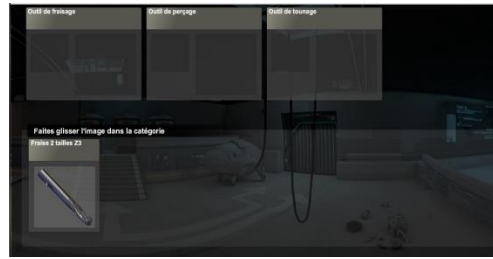 Outil de fraisage
Outil de perçage
Outil de tounage
Faites glisser l'image dans la catégorie
Fraise 2 tailles Z3